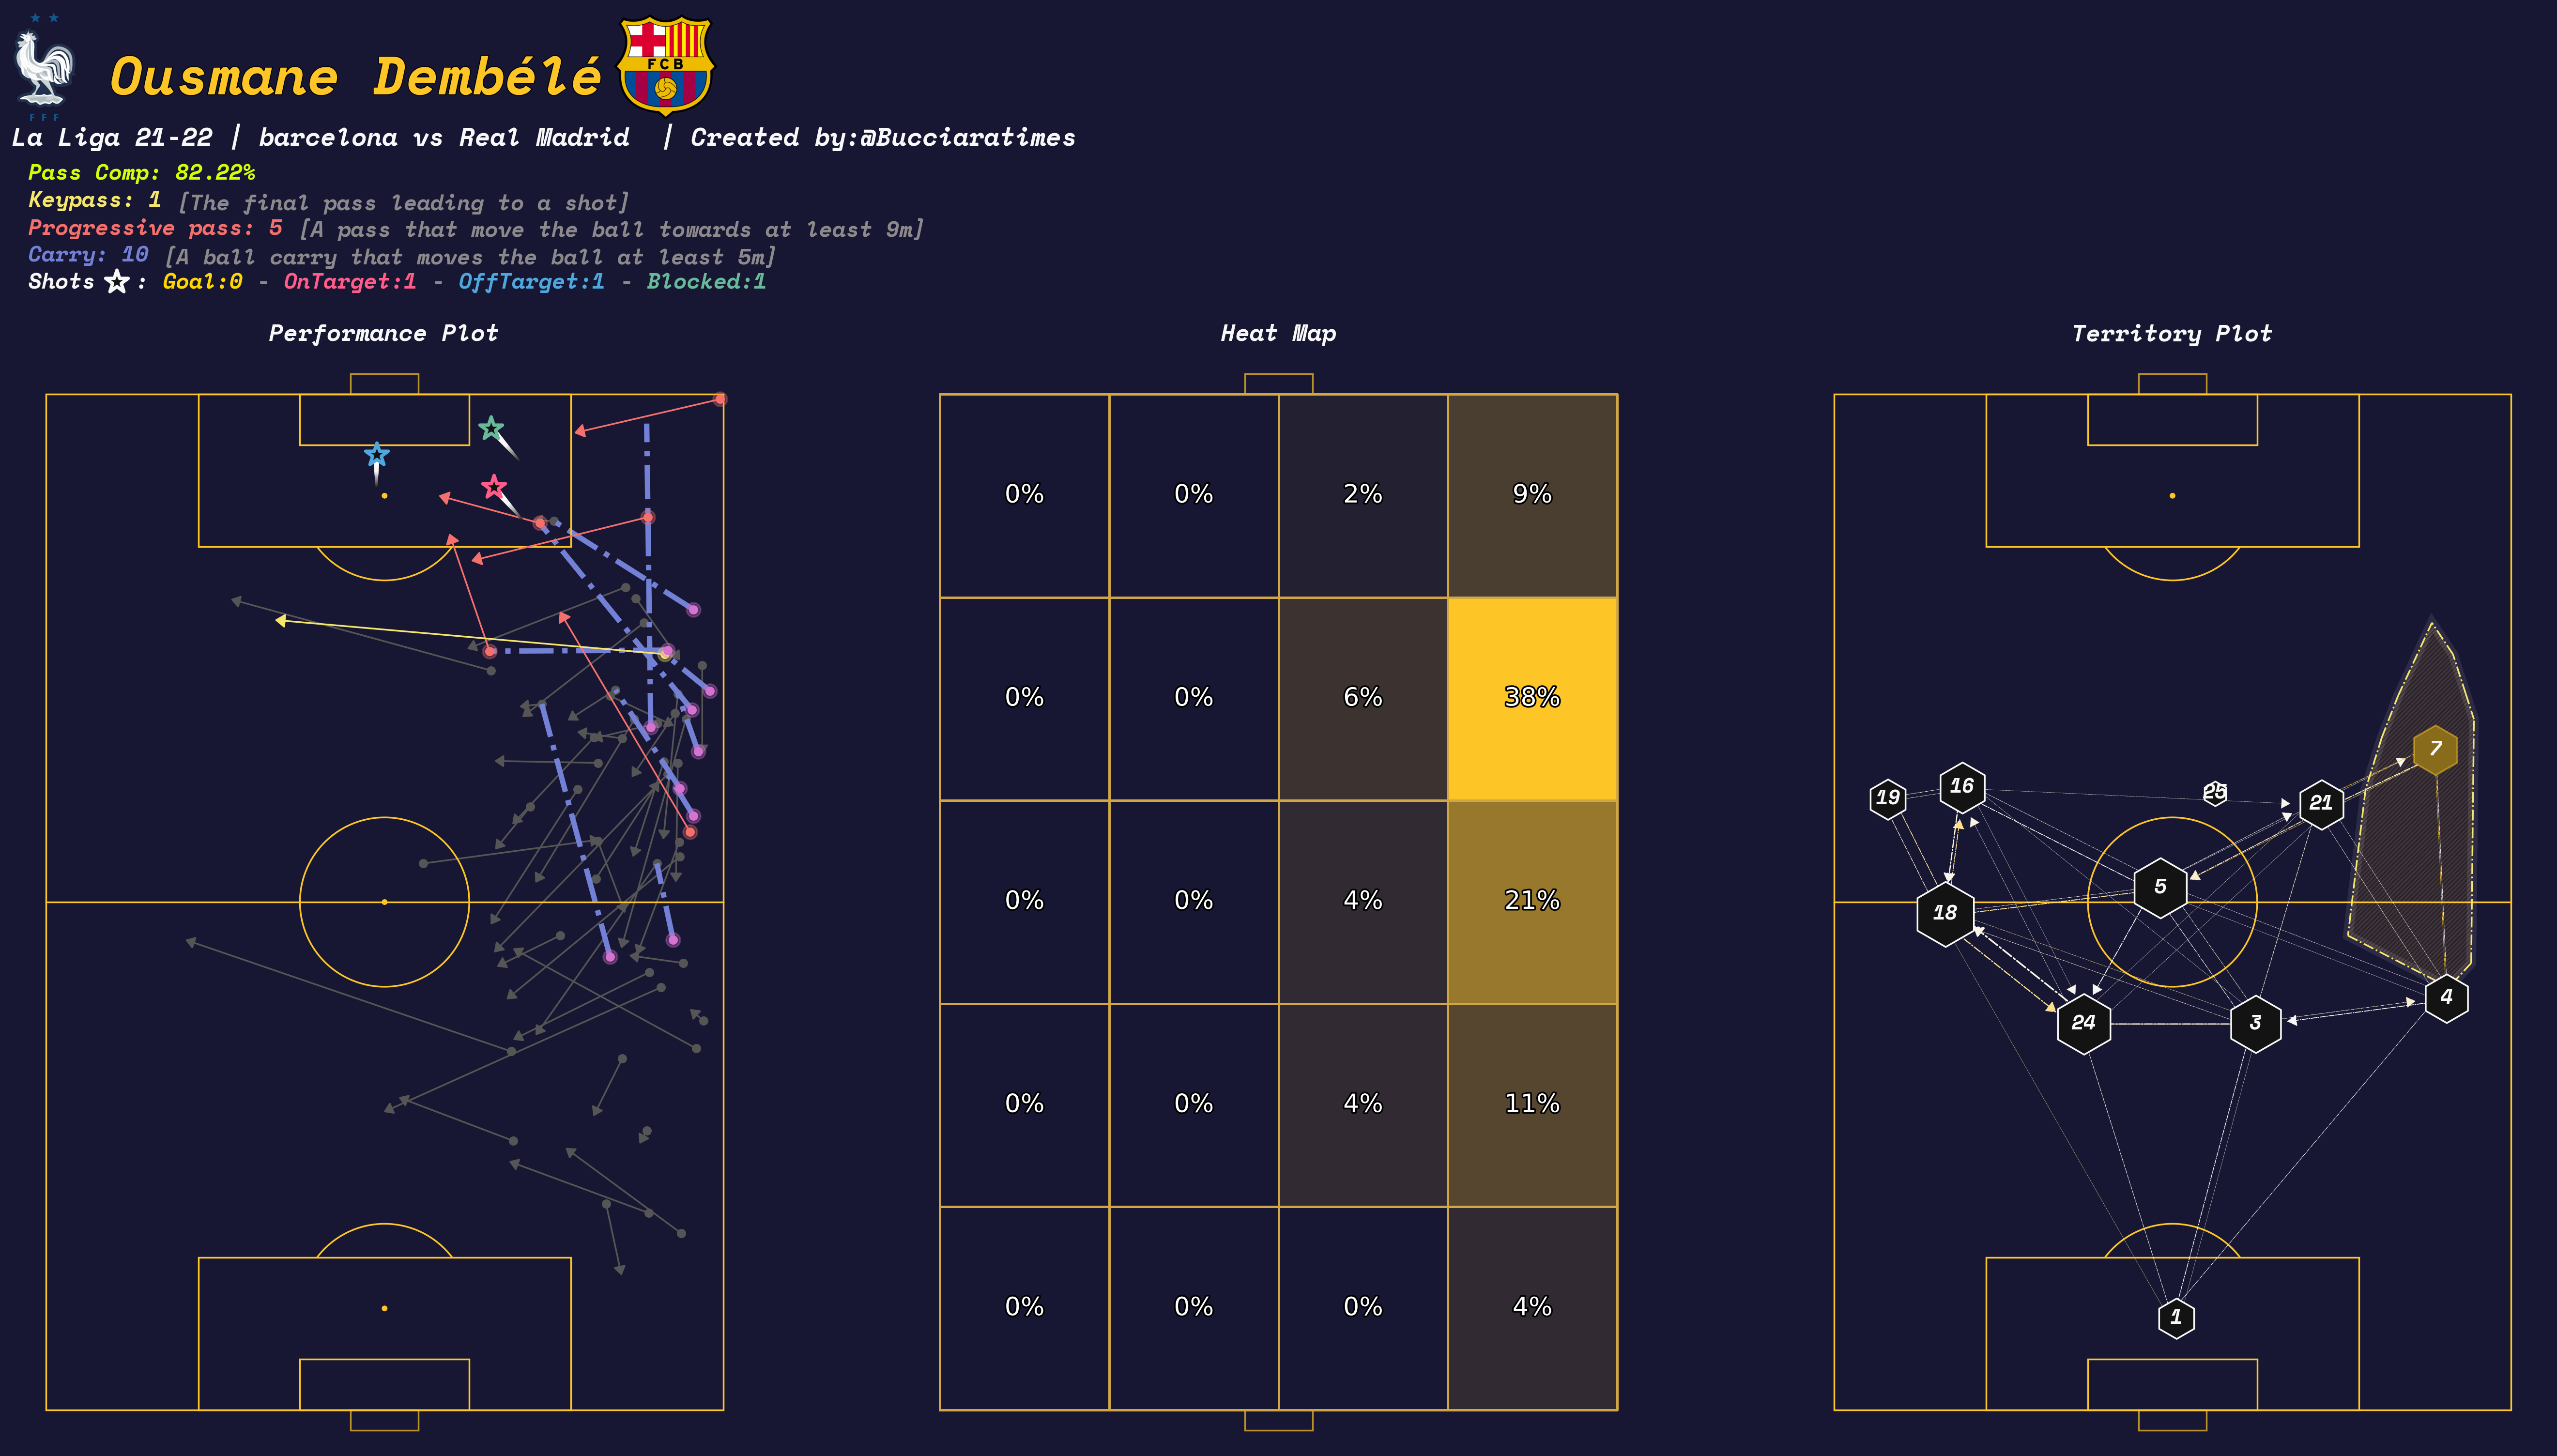 Ousmane Dembélé
FCB
FFF
La Liga 21-22 | barcelona vs Real Madrid | Created by:@Bucciaratimes
Pass Comp: 82.22%
Keypass: 1 [The final pass leading to a shot]
Progressive pass: 5 [A pass that move the ball towards at least 9m]
Carry: 10 [A ball carry that moves the ball at least 5m]
Shots : Goal:0 - OnTarget:1 - OffTarget:1 - Blocked:1
Performance Plot
Heat Map
0% 0% 2% 9%
0% 0% 6% 38%
0% 0% 4% 21%
0% 0% 4% 11%
0% 0% 0% 4%
Territory Plot
7
19 16 25 21
5
18
4
24 3
1